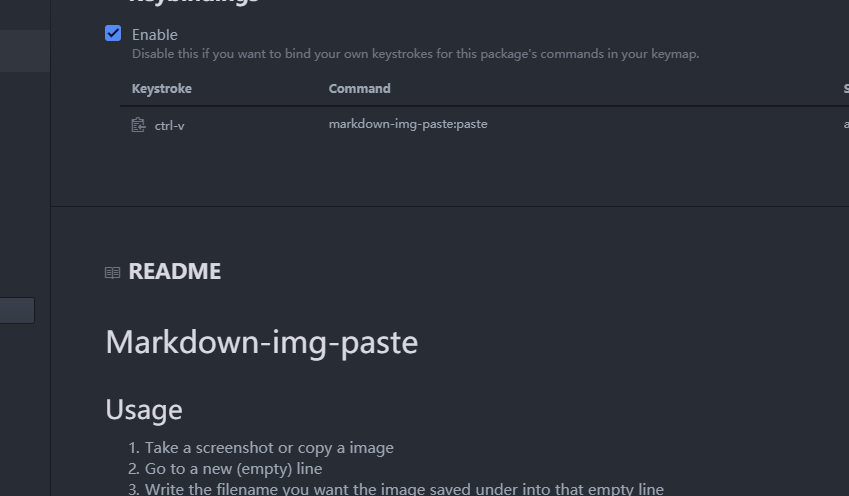 Keybindings
Enable
Disable this if you want to bind your own keystrokes for this package's commands in your keymap.
Keystroke Command S
ctrl-v markdown-img-paste:paste a
README
Markdown-img-paste
Usage
1. Take a screenshot or copy a image
2. Go to a new (empty) line
3. Write the filename you want the image saved under into that empty line